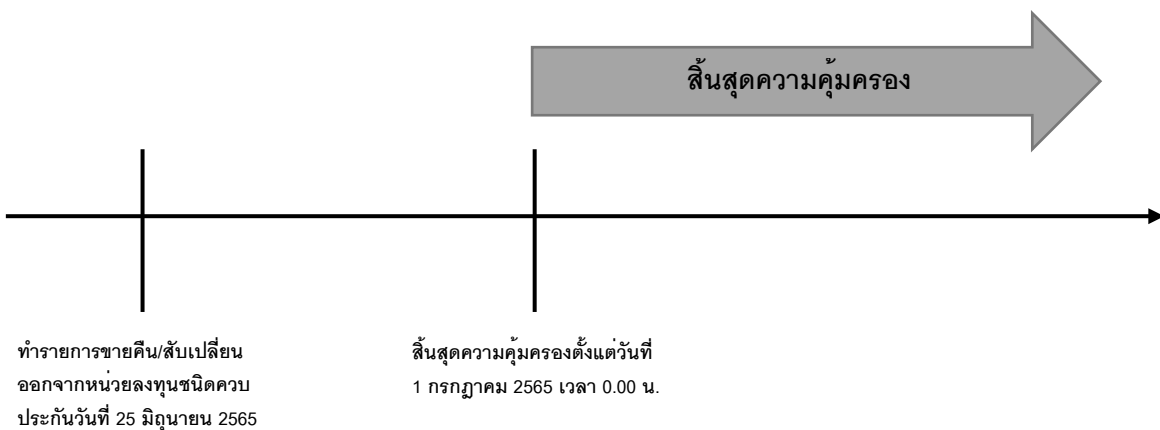 สิ้นสุดความคุ้มครอง
ทำรายการขายคืน/สับเปลี่ยน
ออกจากหน่วยลงทุนชนิดควบ
ประกันวันที่ 25 มิถุนายน 2565
สิ้นสุดความคุ้มครองตั้งแต่วันที่
1 กรกฎาคม 2565 เวลา 0.00 น.